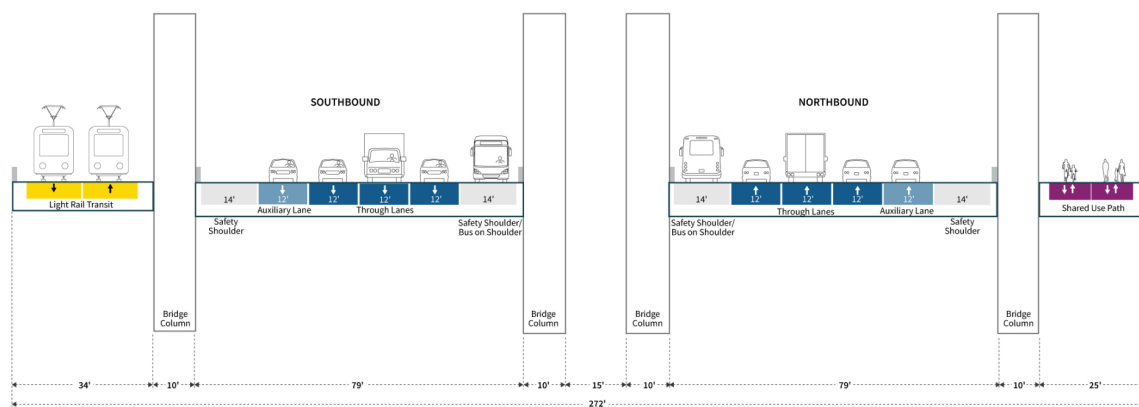 SOUTHBOUND
NORTHBOUND
Light Rail Transit
14'
12'
12'
12'
12'
14'
Auxiliary Lane
Through Lanes
Safety
Shoulder
Safety Shoulder/
Bus on Shoulder
14'
12'
12'
12'
12'
14'
Safety Shoulder/
Bus on Shoulder
Through Lanes
Auxiliary Lane
Safety
Shoulder
Shared Use Path
Bridge
Column
Bridge
Column
Bridge
Column
Bridge
Column
34'
10'
79'
10'
15'
10'
79'
10'
25'
272'